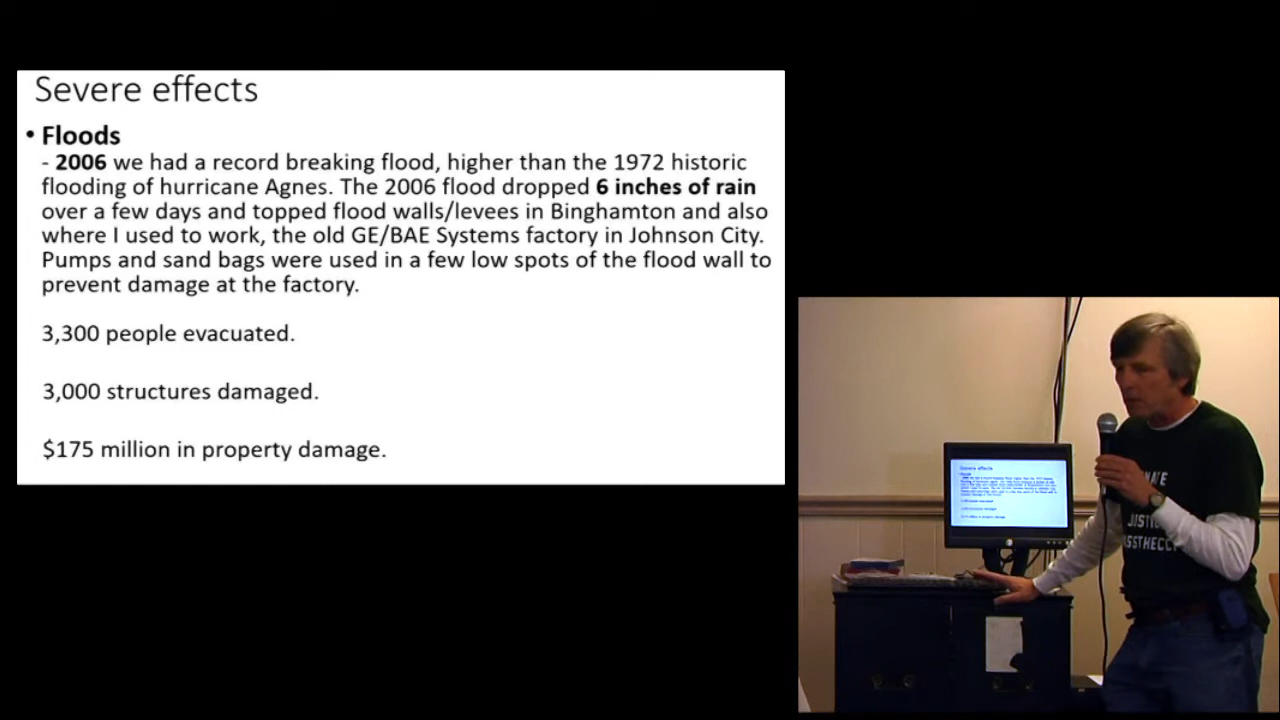 Severe effects
• Floods
- 2006 we had a record breaking flood, higher than the 1972 historic
flooding of hurricane Agnes. The 2006 flood dropped 6 inches of rain
over a few days and topped flood walls/levees in Binghamton and also
where I used to work, the old GE/BAE Systems factory in Johnson City.
Pumps and sand bags were used in a few low spots of the flood wall to
prevent damage at the factory.
3,300 people evacuated.
3,000 structures damaged.
$175 million in property damage.
Severe effects